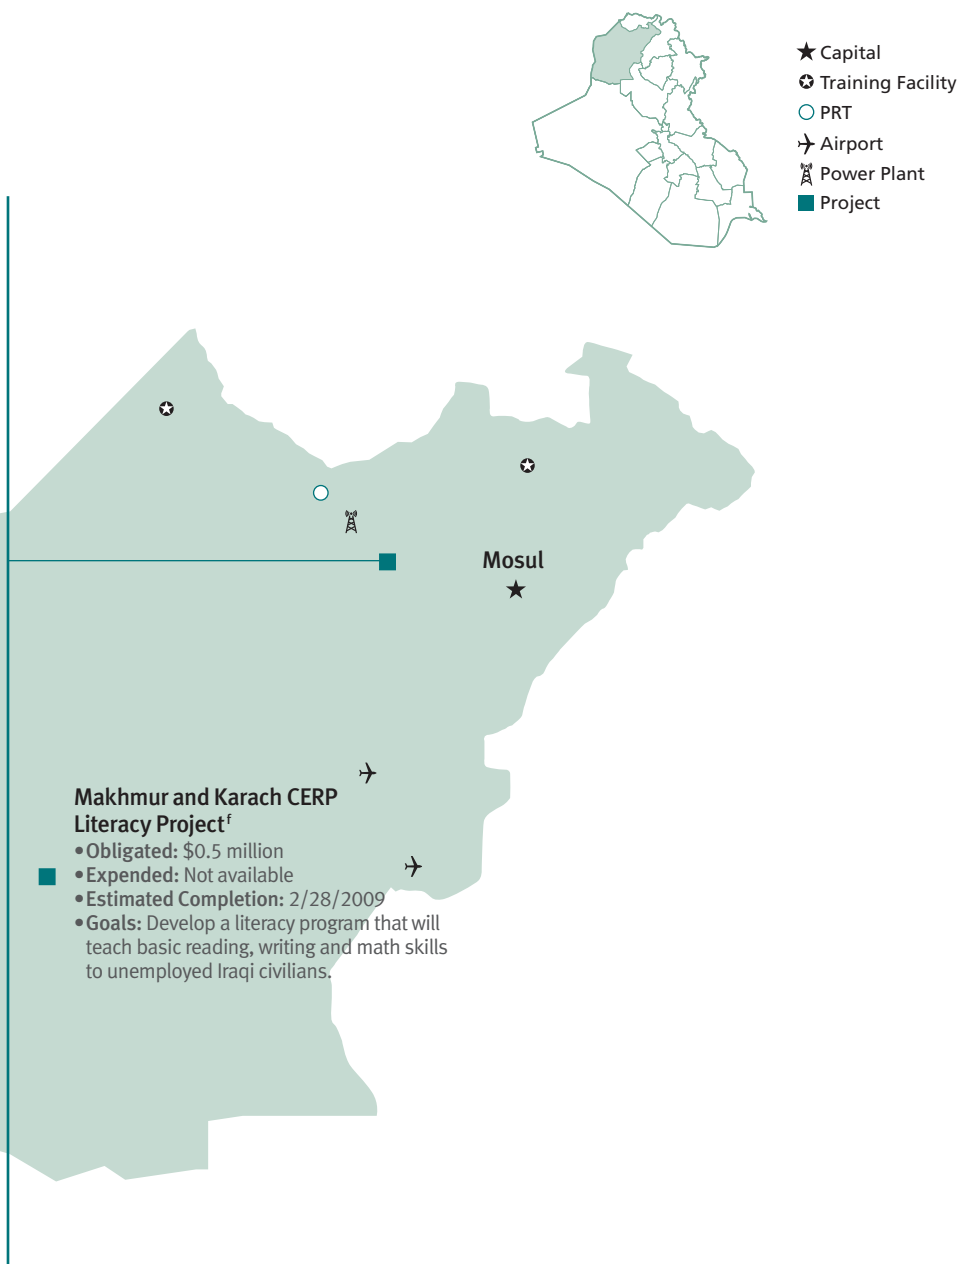 Capital
Training Facility
PRT
Airport
Power Plant
Project
Mosul
Makhmur and Karach CERP
Literacy Project f
• Obligated: $0.5 million
• Expended: Not available
• Estimated Completion: 2/28/2009
• Goals: Develop a literacy program that will
teach basic reading, writing and math skills
to unemployed Iraqi civilians.